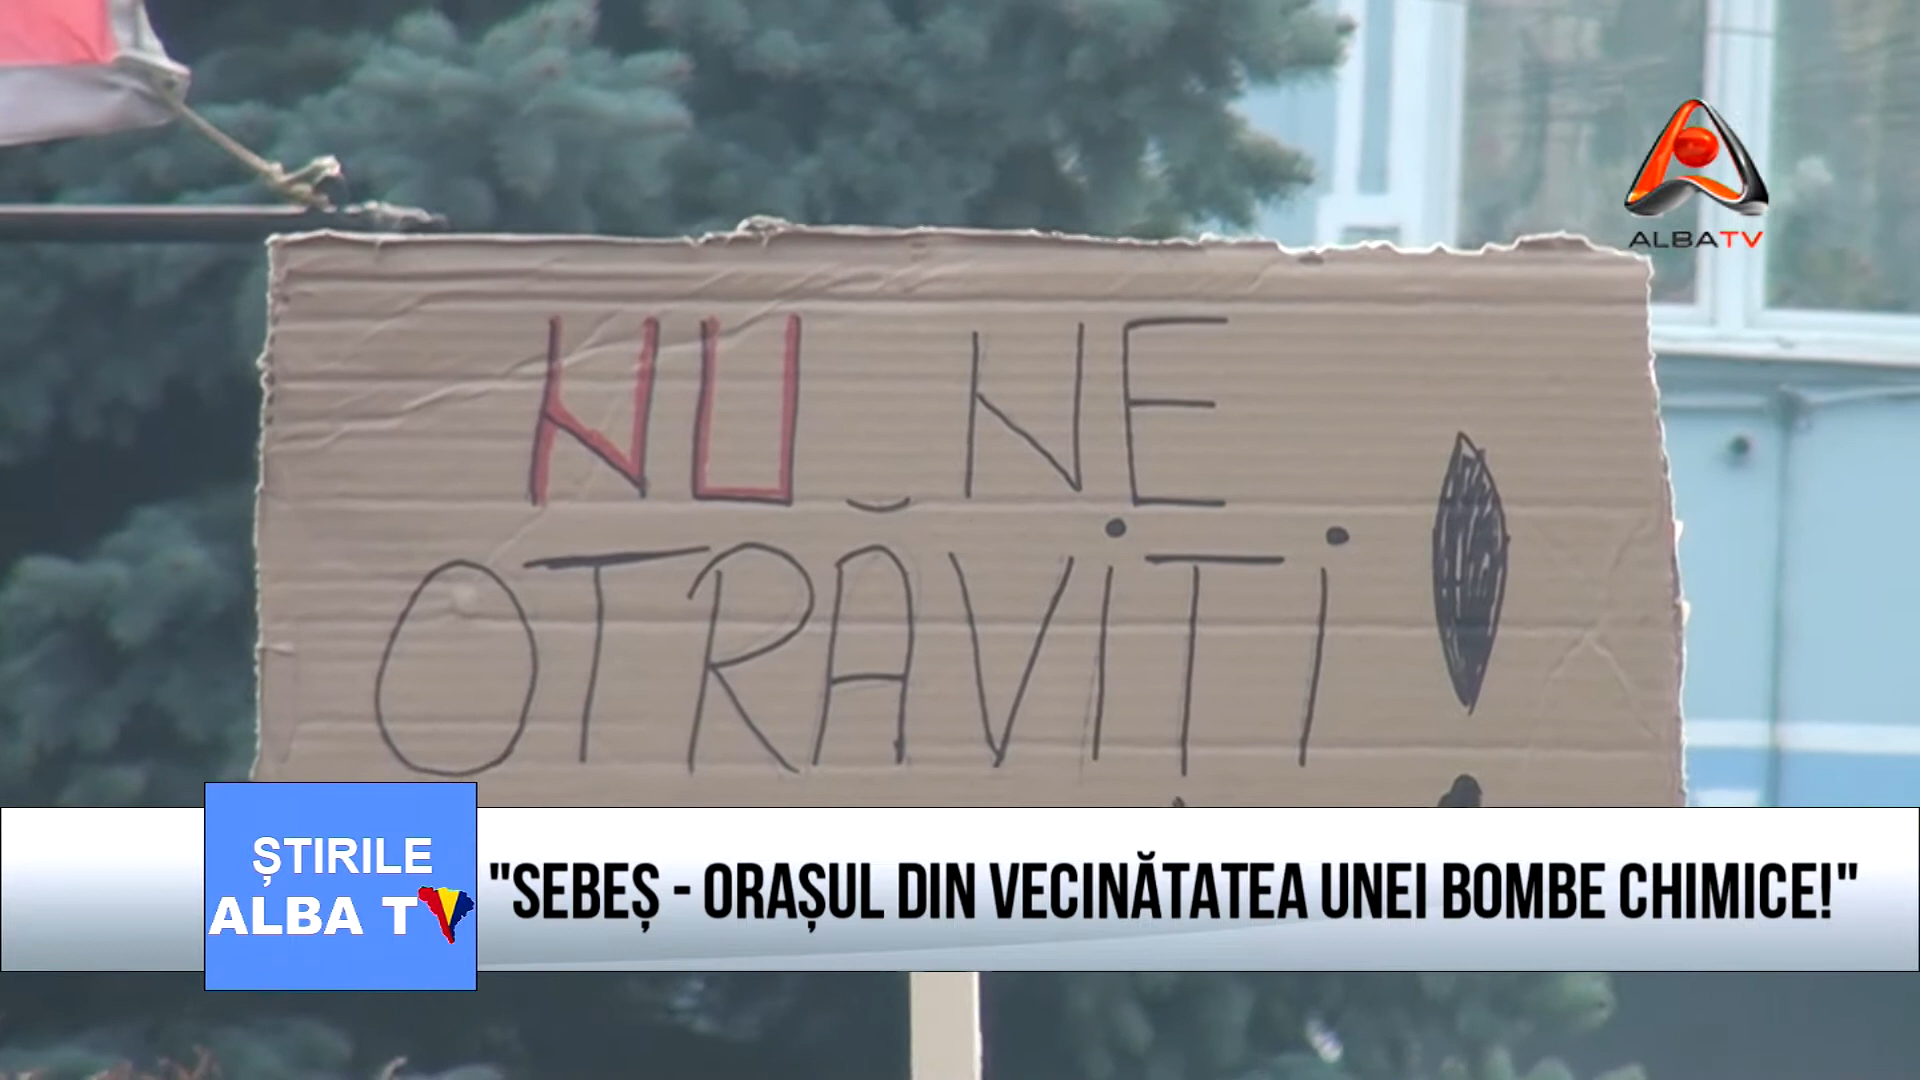 ALBATV
NU NE
OTRĂVIȚI!
ȘTIRILE
ALBA TV
"SEBEȘ - ORAȘUL DIN VECINĂTATEA UNEI BOMBE CHIMICE!"